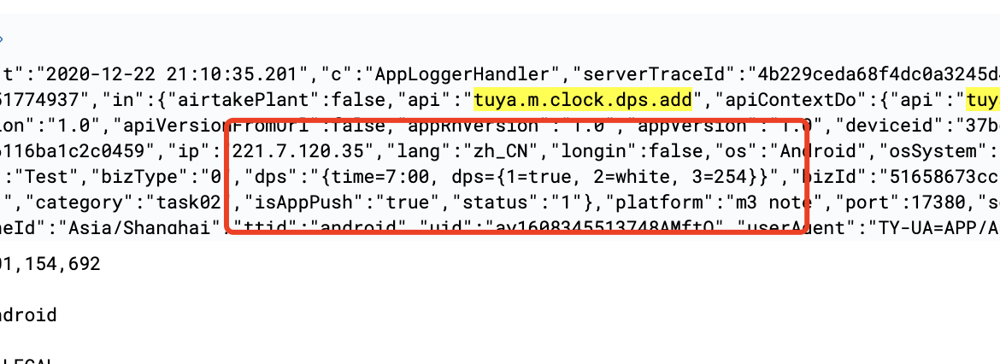 t":"2020-12-22 21:10:35.201","c":"AppLoggerHandler","serverTraceId":"4b229ceda68f4dc0a3245d
51774937","in":{"airtakePlant":false,"api":"tuya.m.clock.dps.add","apiContextDo":{"api":"tuy
ion":"1.0","apiVersionFromUrl":false,"appRnVersion":"1.0","appVersion":"1.0","deviceid":"37b
116ba1c2c0459","ip":"221.7.120.35","lang":"zh_CN","longin":false,"os":"Android","osSystem":
:"Test","bizType":"0","dps":"{time=7:00, dps={1=true, 2=white, 3=254}}","bizId":"51658673cc
","category":"task02","isAppPush":"true","status":"1"},"platform":"m3 note","port":17380,"s
neId":"Asia/Shanghai","ttid":"android","uid":"ay1608345513748AMftQ","userAgent":"TY-UA=APP/A
01,154,692
ndroid
LEGAL